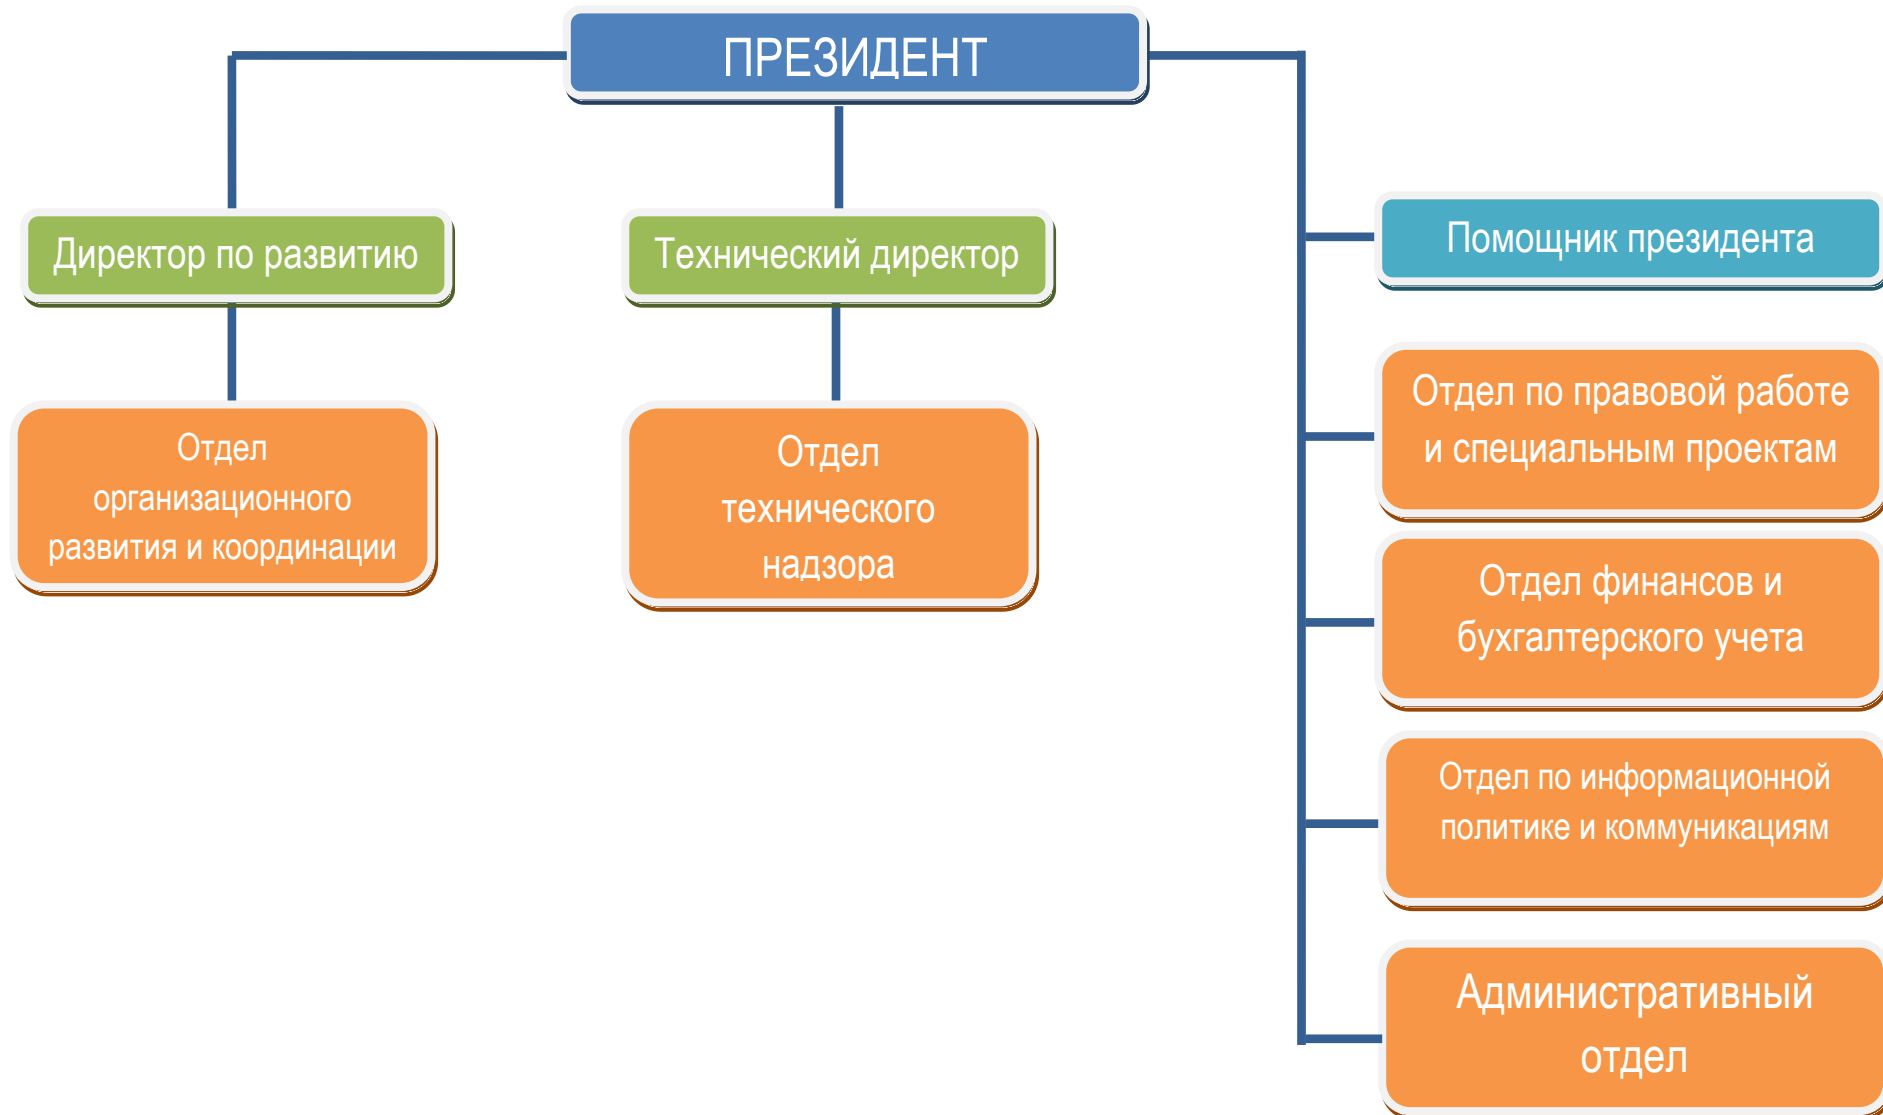 ПРЕЗИДЕНТ
Директор по развитию
Технический директор
Помощник президента
Отдел
организационного
развития и координации
Отдел
технического
надзора
Отдел по правовой работе
и специальным проектам
Отдел финансов и
бухгалтерского учета
Отдел по информационной
политике и коммуникациям
Административный
отдел